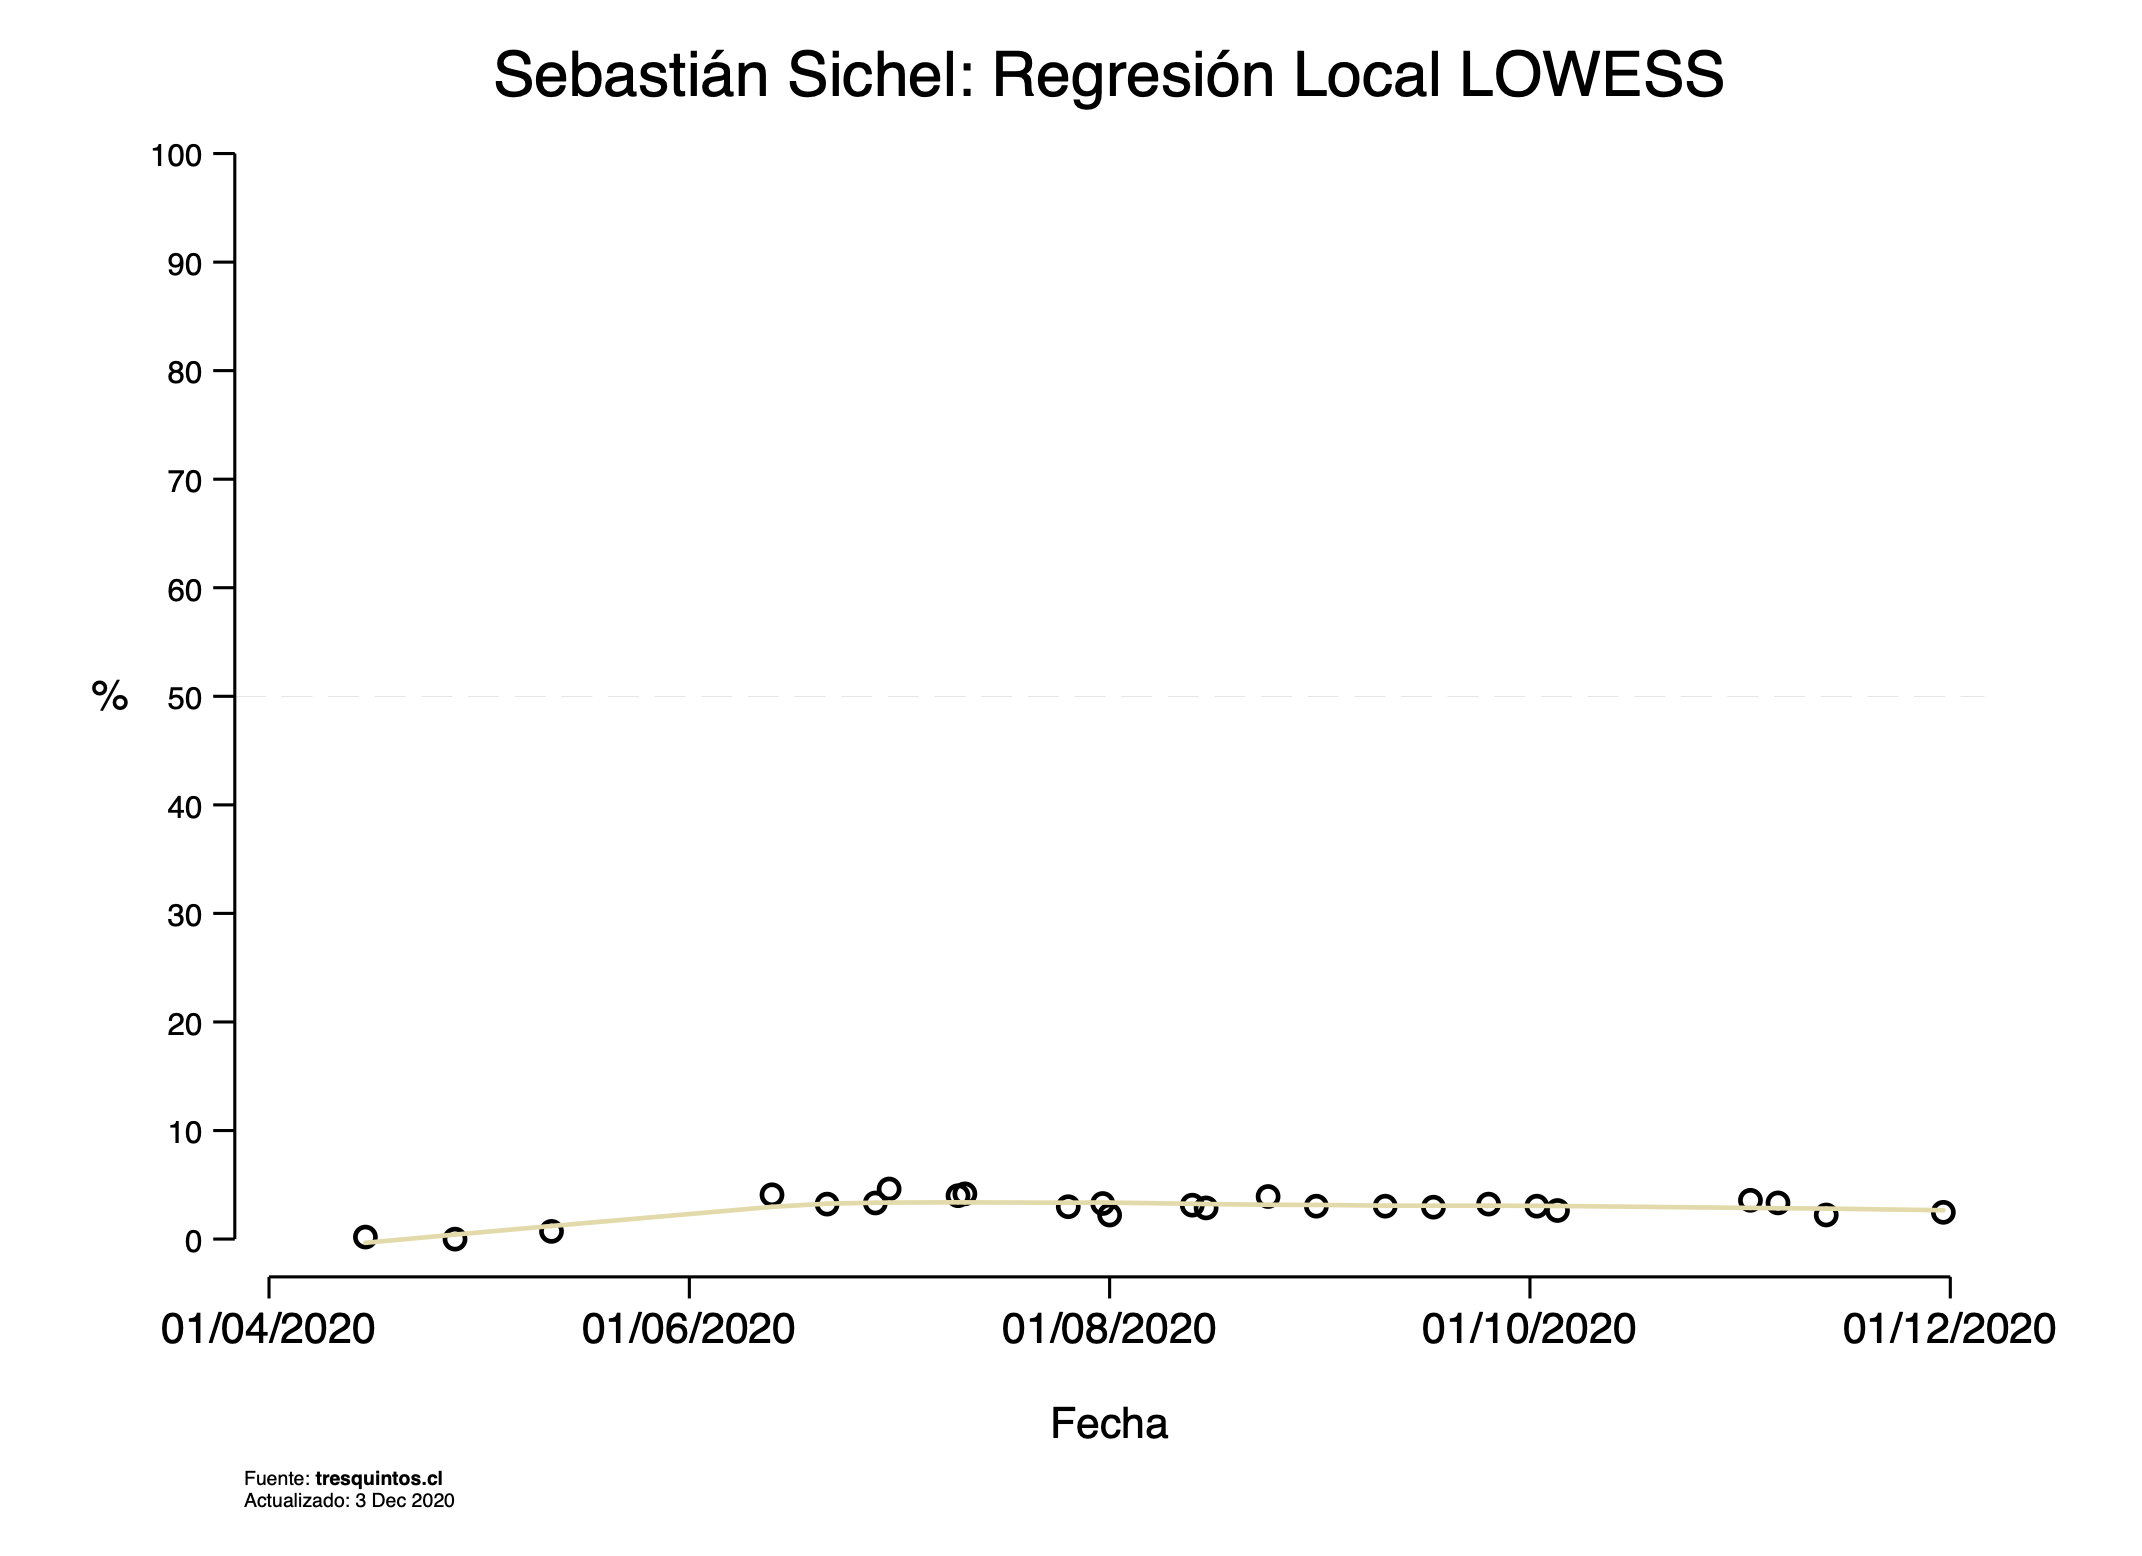 Sebastián Sichel: Regresión Local LOWESS
100
90
80
70
60
% 50
40
30
20
10
0
01/04/2020 01/06/2020 01/08/2020 01/10/2020 01/12/2020
Fecha
Fuente: tresquintos.cl
Actualizado: 3 Dec 2020